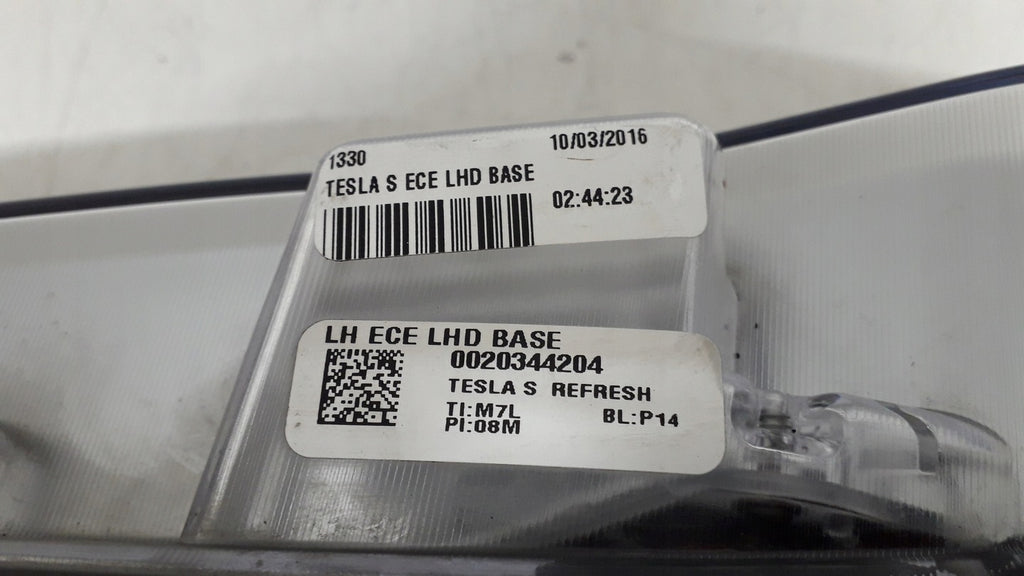 1330
10/03/2016
TESLA S ECE LHD BASE
02:44:23
LH ECE LHD BASE
0020344204
TESLA S REFRESH
TI:M7L BL:P14
PI:08M